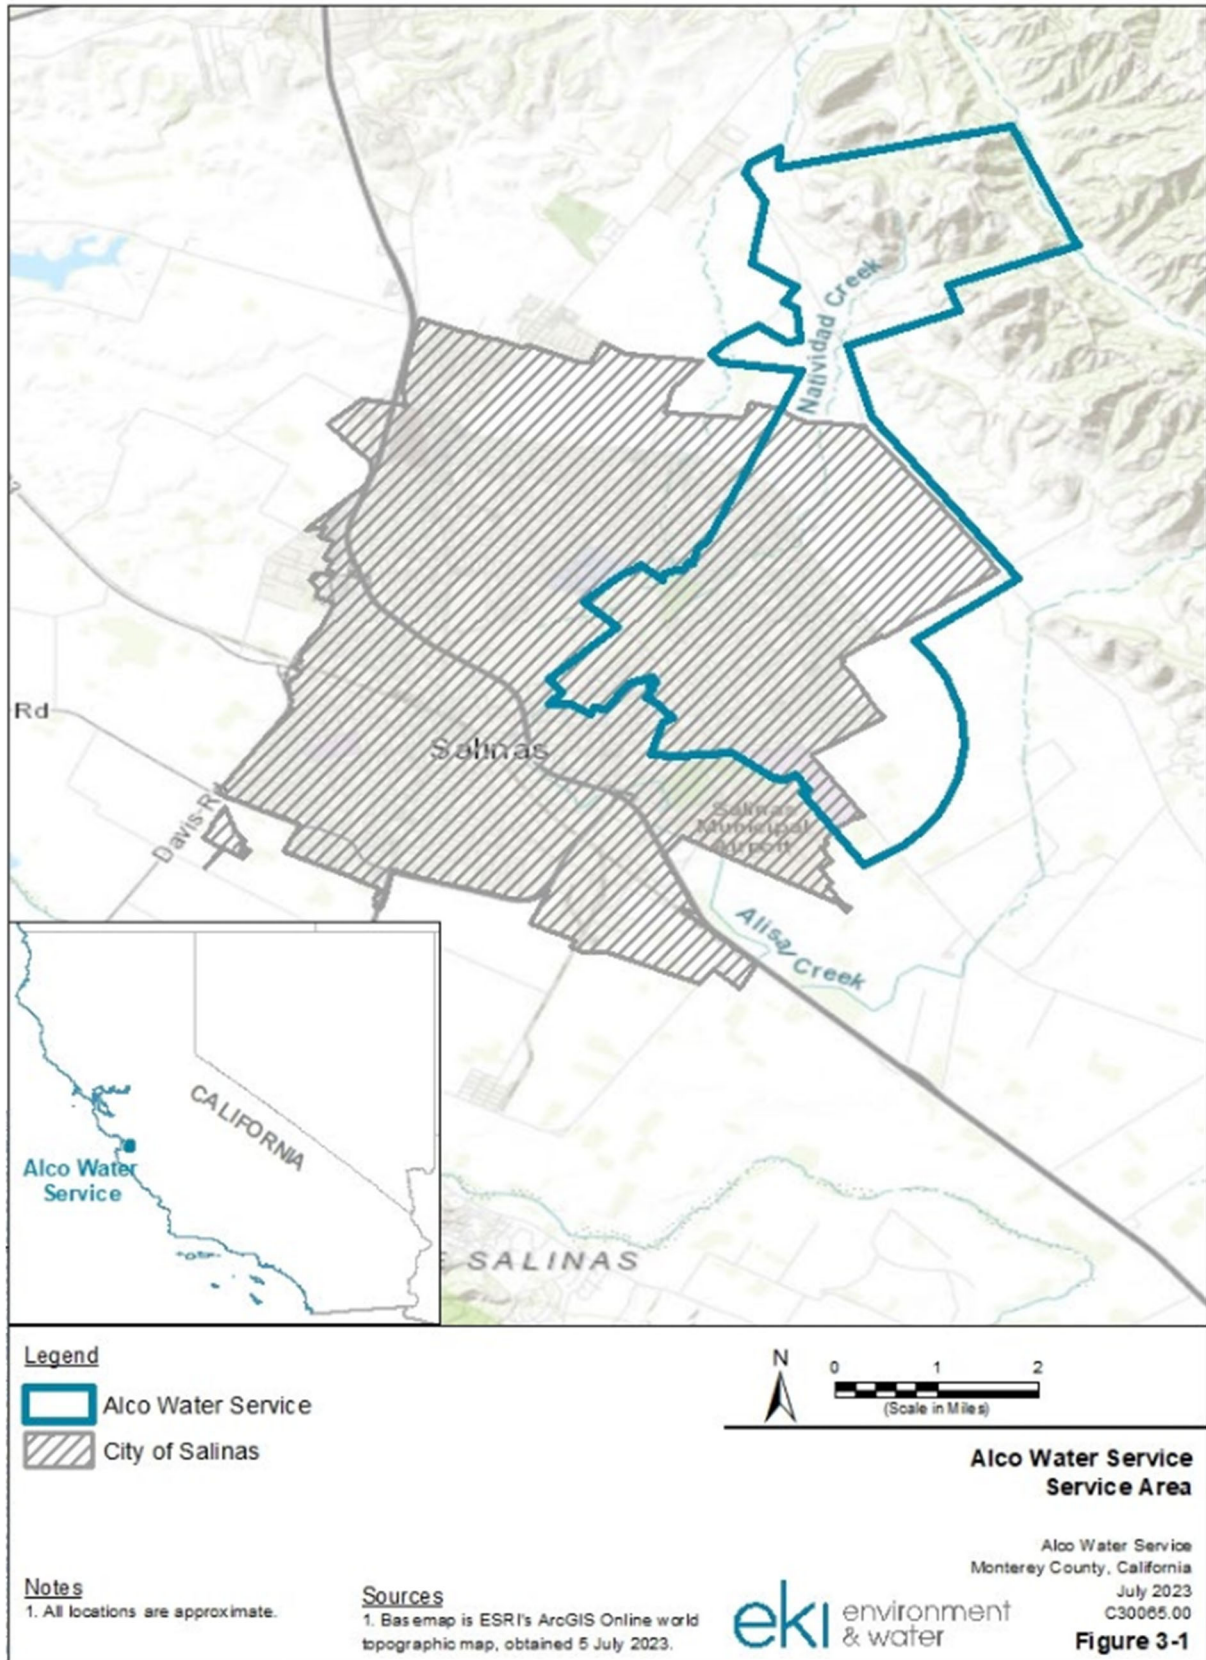 Natividad Creek
Rd
Salinas
Davis Rd
Salinas
Municipal
Airport
Alisal Creek
CALIFORNIA
Alco Water
Service
SALINAS
Legend
Alco Water Service
City of Salinas
N
0 1 2
(Scale in Miles)
Alco Water Service
Service Area
Alco Water Service
Monterey County, California
July 2023
C30065.00
Figure 3-1
Notes
1. All locations are approximate.
Sources
1. Basemap is ESRI's ArcGIS Online world
topographic map, obtained 5 July 2023.
eki environment
& water